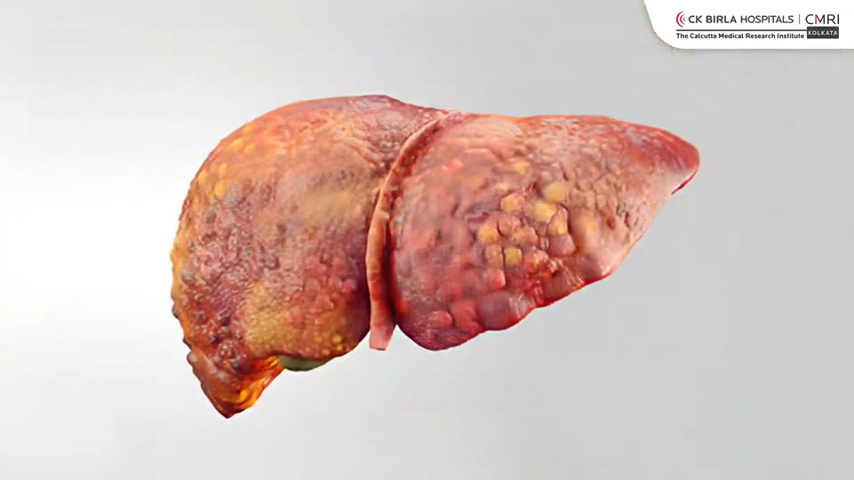 CK BIRLA HOSPITALS | CMRI
The Calcutta Medical Research Institute KOLKATA